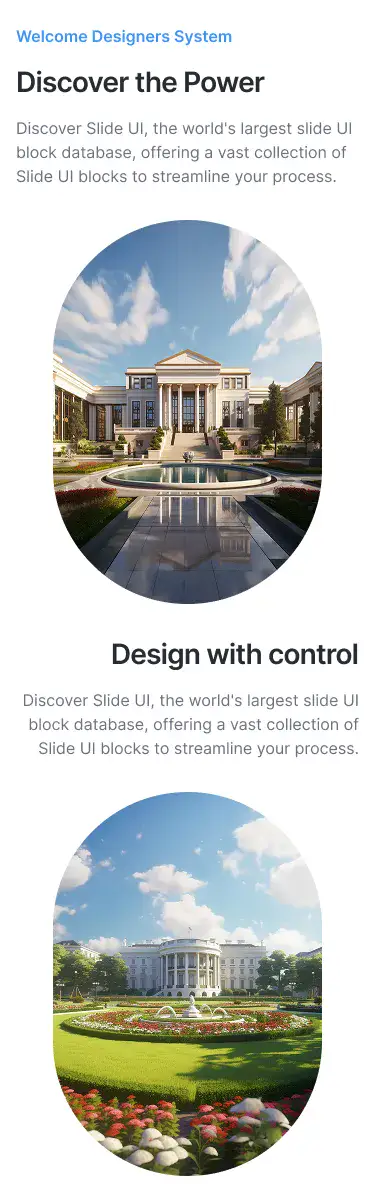 Welcome Designers System
Discover the Power
Discover Slide UI, the world's largest slide UI
block database, offering a vast collection of
Slide UI blocks to streamline your process.
Design with control
Discover Slide UI, the world's largest slide UI
block database, offering a vast collection of
Slide UI blocks to streamline your process.